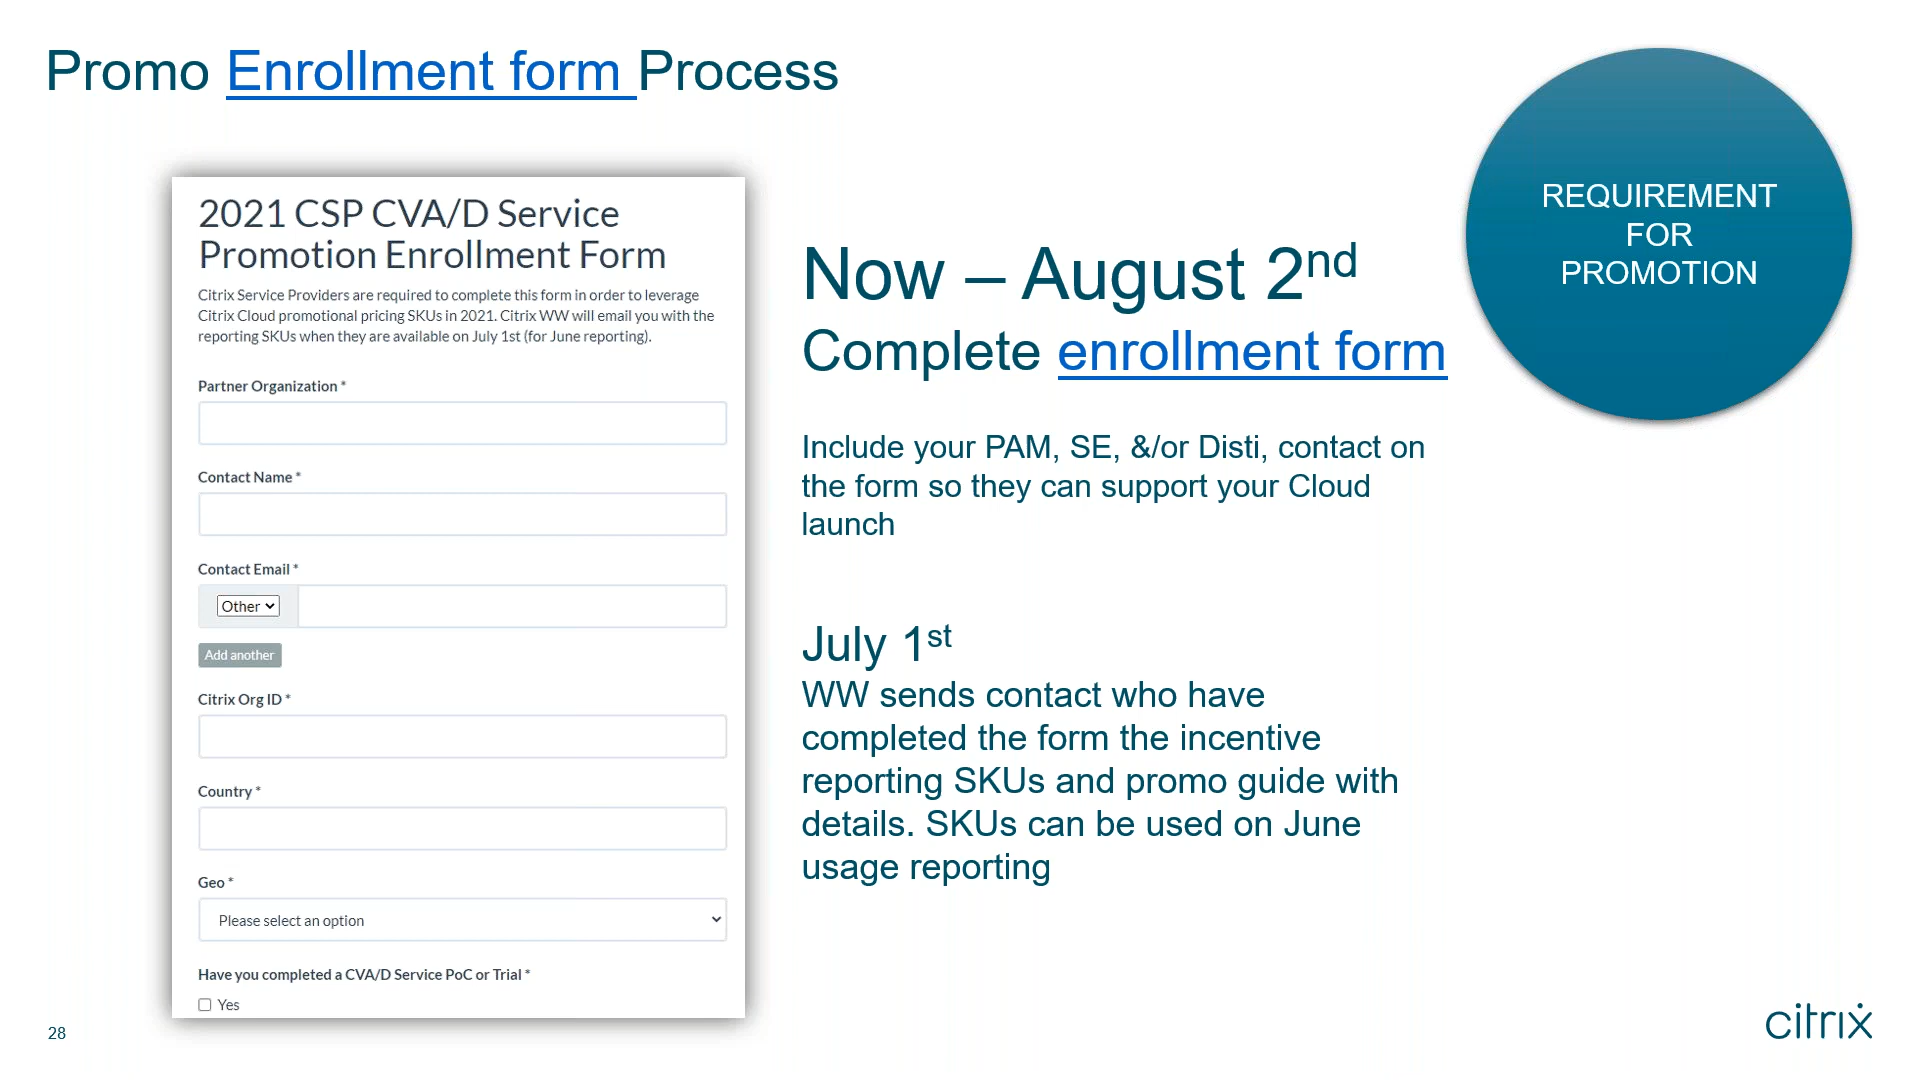 Promo Enrollment form Process
REQUIREMENT
FOR
PROMOTION
2021 CSP CVA/D Service
Promotion Enrollment Form
Citrix Service Providers are required to complete this form in order to leverage
Citrix Cloud promotional pricing SKUs in 2021. Citrix WW will email you with the
reporting SKUs when they are available on July 1st (for June reporting).
Partner Organization *
Contact Name *
Contact Email *
Other
Add another
Citrix Org ID *
Country *
Geo *
Please select an option
Have you completed a CVA/D Service PoC or Trial *
Yes
Now – August 2nd
Complete enrollment form
Include your PAM, SE, &/or Disti, contact on
the form so they can support your Cloud
launch
July 1st
WW sends contact who have
completed the form the incentive
reporting SKUs and promo guide with
details. SKUs can be used on June
usage reporting
28
citrix